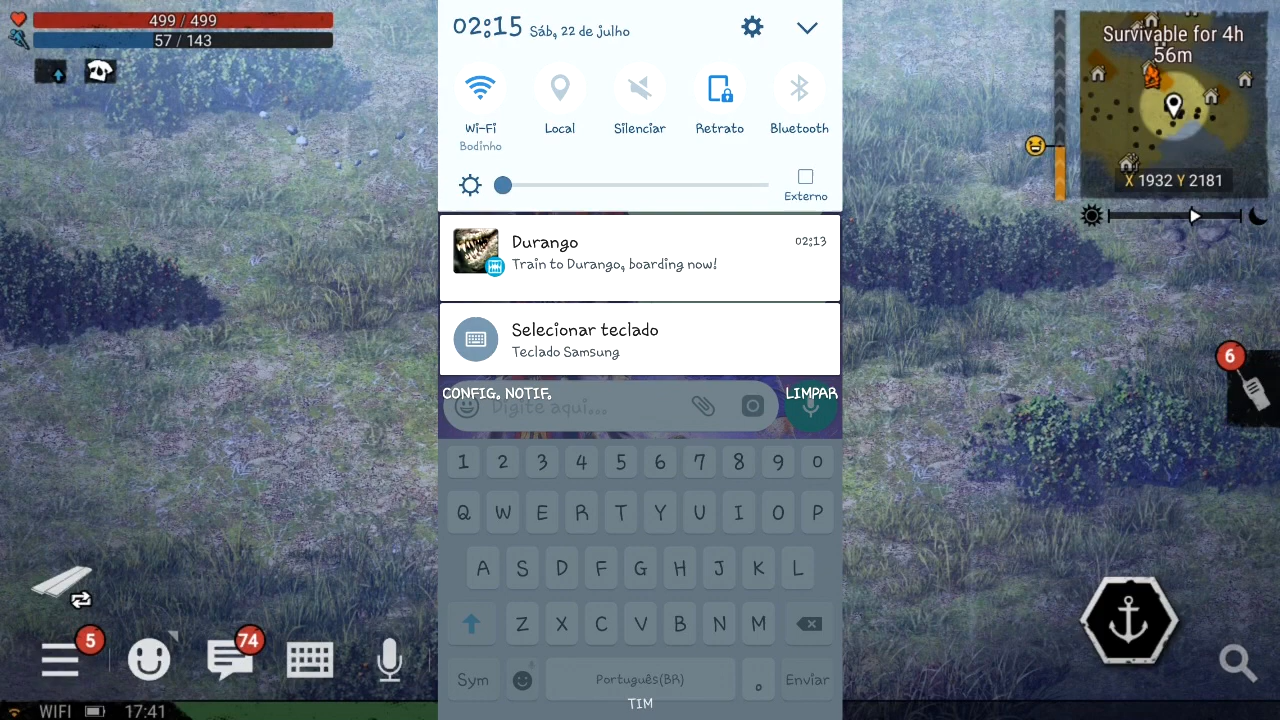 499 / 499
57 / 143
02:15 Sáb, 22 de julho
Wi-Fi
Bodinho
Local
Silenciar
Retrato
Bluetooth
Externo
Durango
02:13
Train to Durango, boarding now!
Selecionar teclado
Teclado Samsung
CONFIG. NOTIF.
LIMPAR
Digite aqui...
1 2 3 4 5 6 7 8 9 0
Q W E R T Y U I O P
A S D F G H J K L
Z X C V B N M
Sym
Português(BR)
.
Enviar
TIM
Survivable for 4h
56m
X 1932 Y 2181
6
5
74
WIFI
17:41